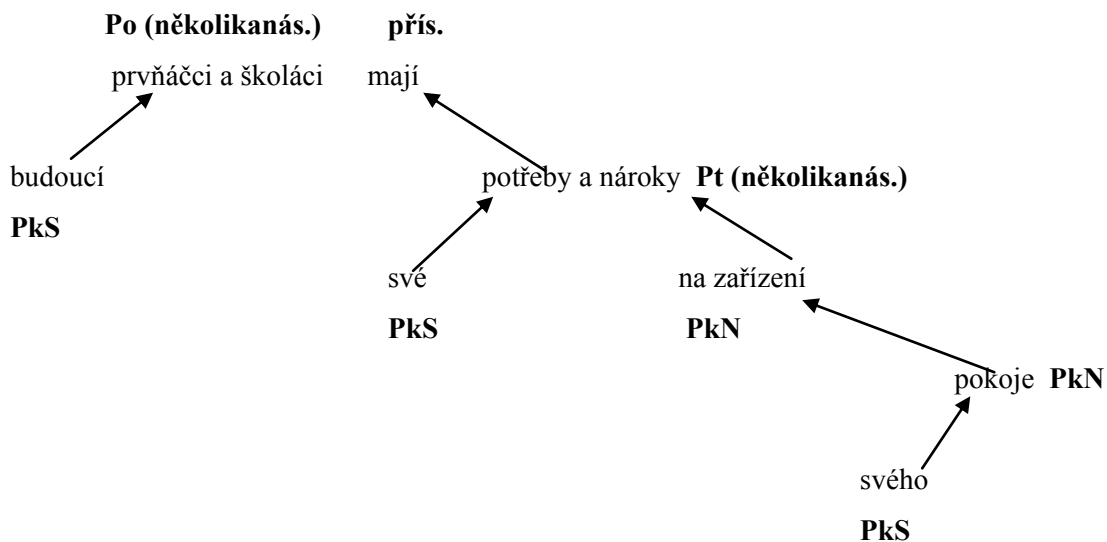 Po (několikanás.) přís.
prvňáčci a školáci mají
budoucí potřeby a nároky Pt (několikanás.)
PkS
své na zařízení
PkS PkN
pokoje PkN
svého
PkS